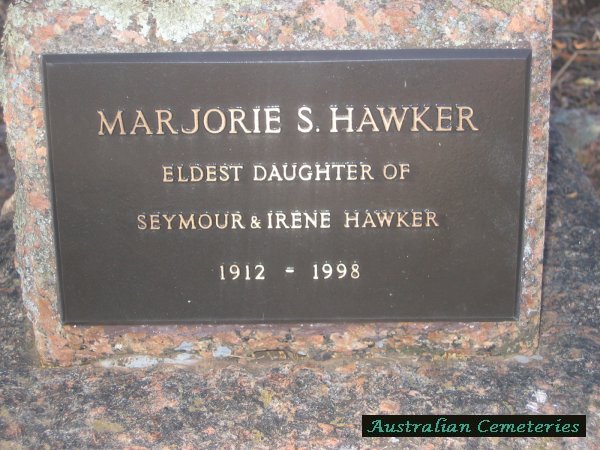 MARJORIE S. HAWKER
ELDEST DAUGHTER OF
SEYMOUR & IRENE HAWKER
1912 - 1998
Australian Cemeteries